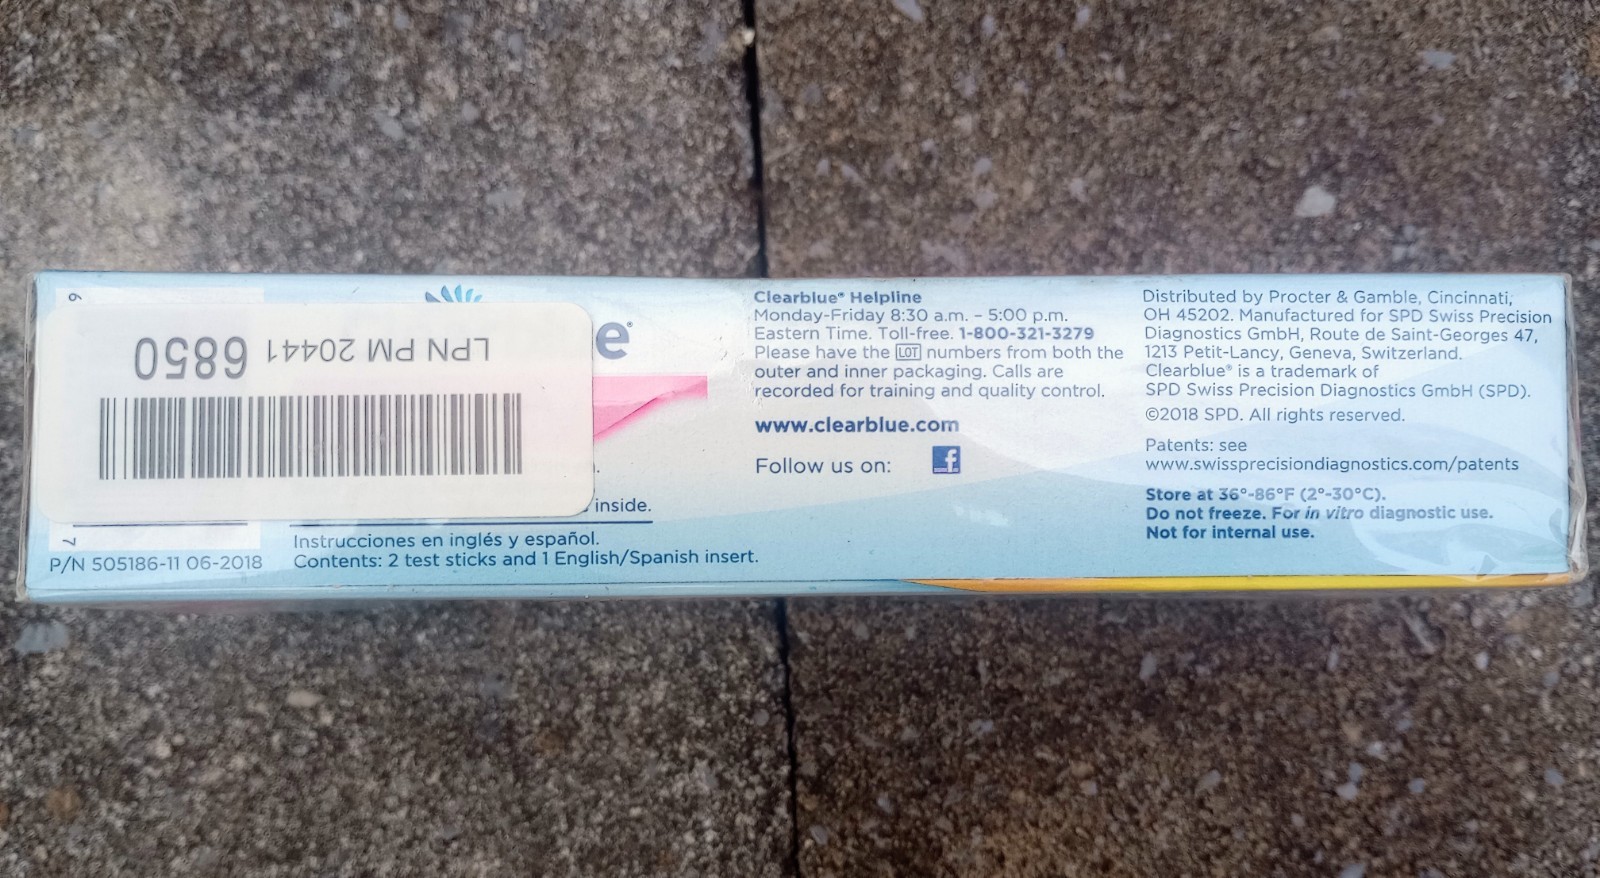 6
LPN PM 20441 6850
e®
inside.
7
P/N 505186-11 06-2018
Instrucciones en inglés y español.
Contents: 2 test sticks and 1 English/Spanish insert.
Clearblue® Helpline
Monday-Friday 8:30 a.m. – 5:00 p.m.
Eastern Time. Toll-free. 1-800-321-3279
Please have the LOT numbers from both the
outer and inner packaging. Calls are
recorded for training and quality control.
www.clearblue.com
Follow us on: f
Distributed by Procter & Gamble, Cincinnati,
OH 45202. Manufactured for SPD Swiss Precision
Diagnostics GmbH, Route de Saint-Georges 47,
1213 Petit-Lancy, Geneva, Switzerland.
Clearblue® is a trademark of
SPD Swiss Precision Diagnostics GmbH (SPD).
©2018 SPD. All rights reserved.
Patents: see
www.swissprecisiondiagnostics.com/patents
Store at 36°-86°F (2°-30°C).
Do not freeze. For in vitro diagnostic use.
Not for internal use.